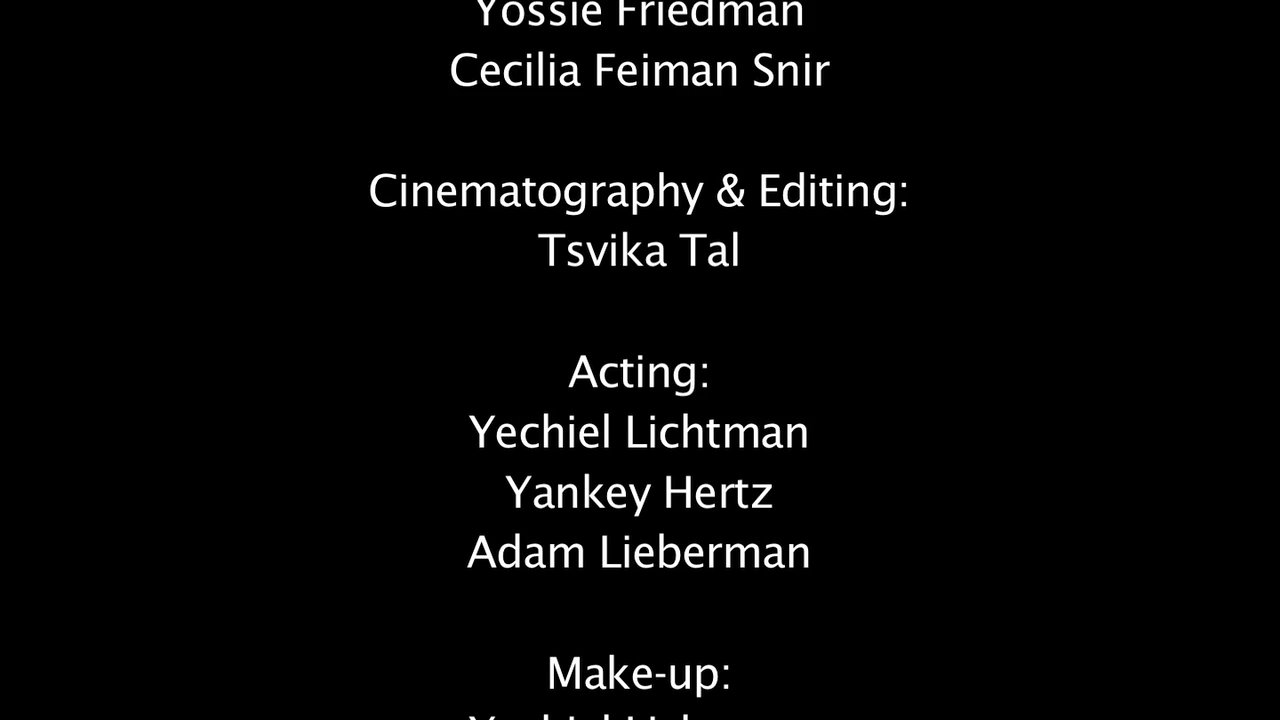 Yossie Friedman
Cecilia Feiman Snir
Cinematography & Editing:
Tsvika Tal
Acting:
Yechiel Lichtman
Yankey Hertz
Adam Lieberman
Make-up: